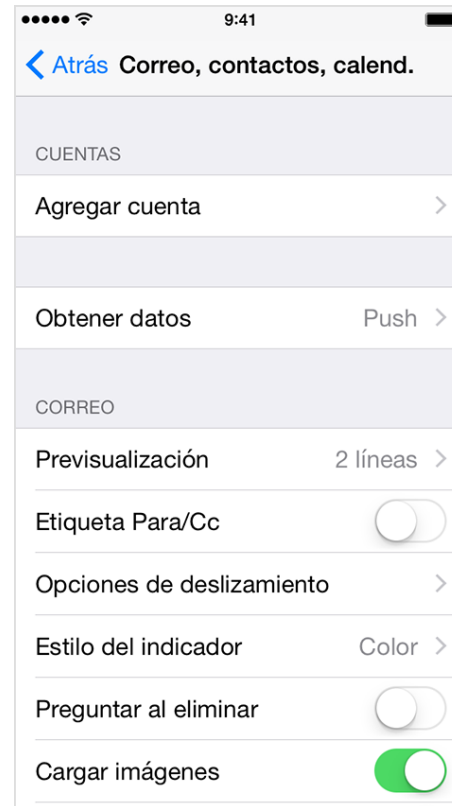 9:41
Atrás Correo, contactos, calend.
CUENTAS
Agregar cuenta
Obtener datos Push
CORREO
Previsualización 2 líneas
Etiqueta Para/Cc
Opciones de deslizamiento
Estilo del indicador Color
Preguntar al eliminar
Cargar imágenes